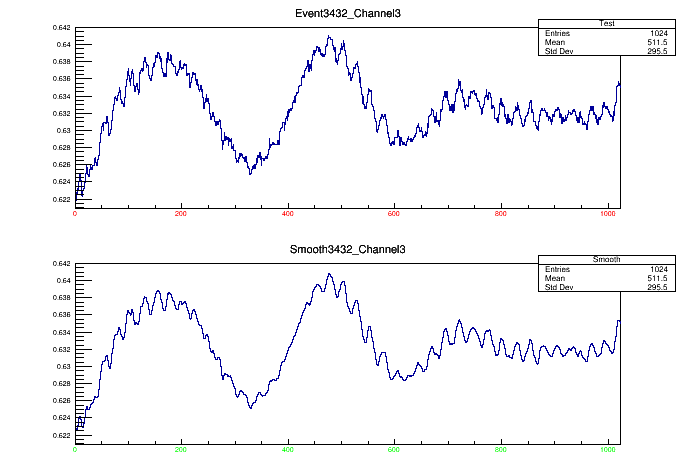 Event3432_Channel3
Test
Entries 1024
Mean 511.5
Std Dev 295.5
0.642
0.64
0.638
0.636
0.634
0.632
0.63
0.628
0.626
0.624
0.622
0 200 400 600 800 1000
Smooth3432_Channel3
Smooth
Entries 1024
Mean 511.5
Std Dev 295.5
0.642
0.64
0.638
0.636
0.634
0.632
0.63
0.628
0.626
0.624
0.622
0 200 400 600 800 1000